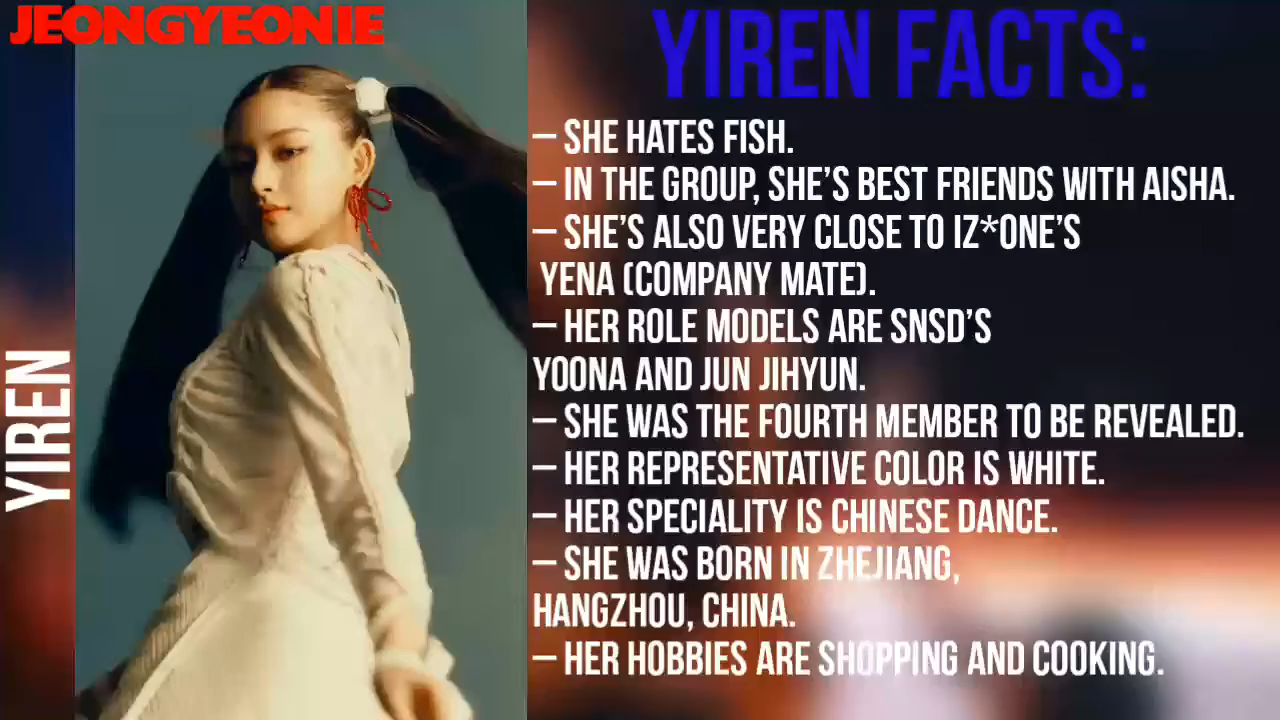 JEONGYEONIE
YIREN
YIREN FACTS:
– SHE HATES FISH.
– IN THE GROUP, SHE'S BEST FRIENDS WITH AISHA.
– SHE'S ALSO VERY CLOSE TO IZ*ONE'S
YENA (COMPANY MATE).
– HER ROLE MODELS ARE SNSD'S
YOONA AND JUN JIHYUN.
– SHE WAS THE FOURTH MEMBER TO BE REVEALED.
– HER REPRESENTATIVE COLOR IS WHITE.
– HER SPECIALITY IS CHINESE DANCE.
– SHE WAS BORN IN ZHEJIANG,
HANGZHOU, CHINA.
– HER HOBBIES ARE SHOPPING AND COOKING.